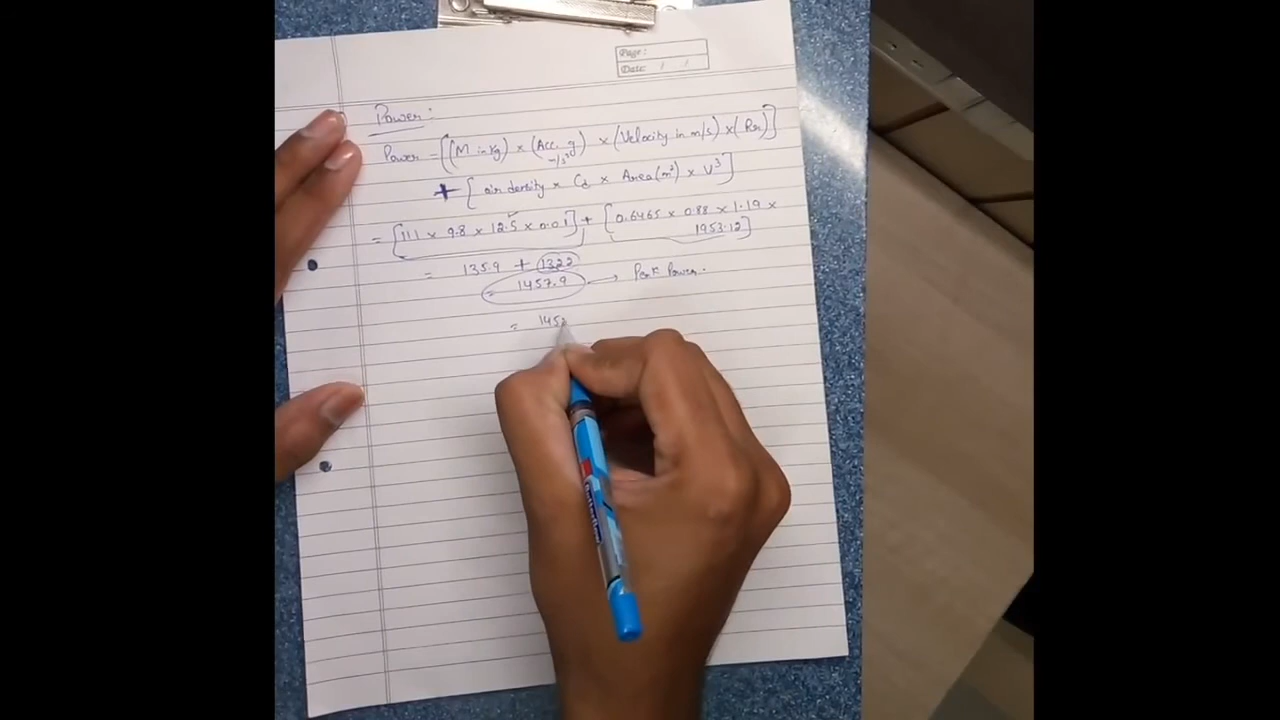 Page:
Date: / /
Power:
Power = [(M in Kg) × (Acc. g m/s²) × (Velocity in m/s) × (Rr)]
+ [air density × Cd × Area(m²) × V³]
= [111 × 9.8 × 12.5 × 0.01] + [0.6465 × 0.88 × 1.19 ×
1953.12]
= 135.9 + 1322
= 1457.9 → Peak Power.
= 145